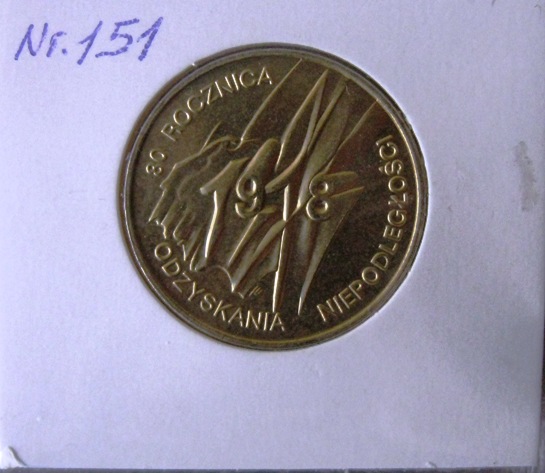 Nr. 151
80 ROCZNICA
ODZYSKANIA NIEPODLEGŁOŚCI
1918